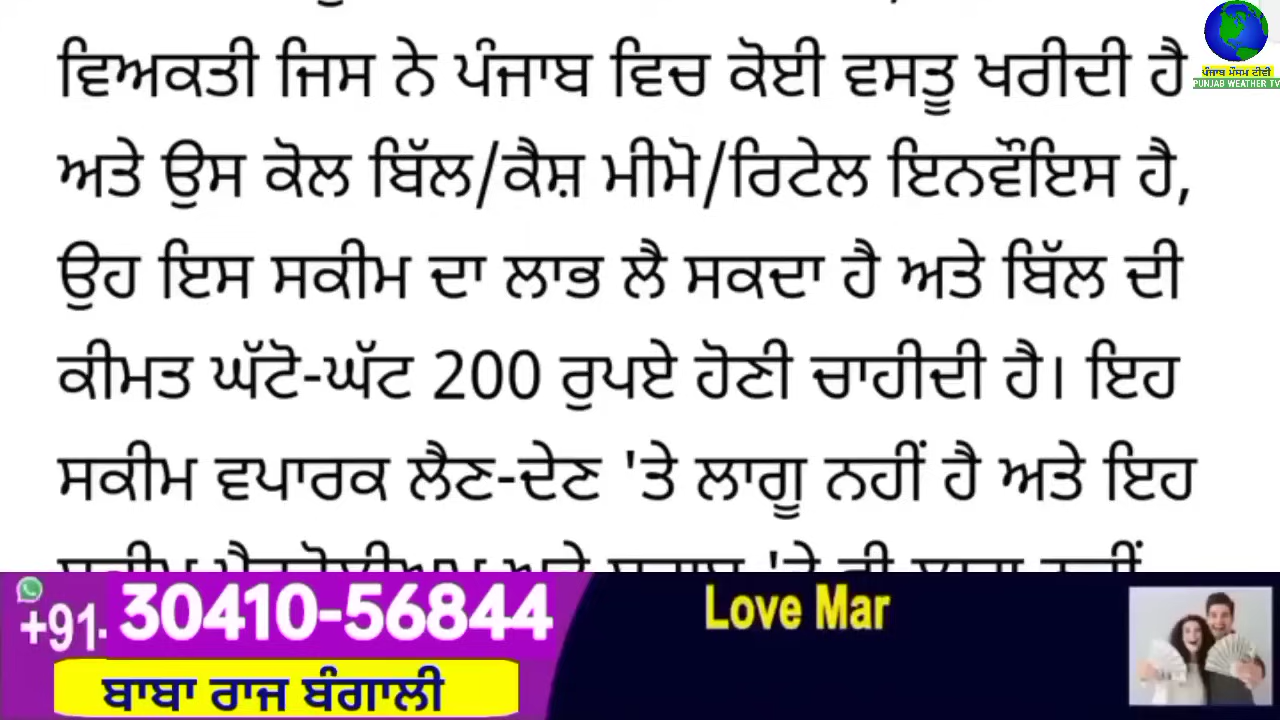 ਵਿਅਕਤੀ ਜਿਸ ਨੇ ਪੰਜਾਬ ਵਿਚ ਕੋਈ ਵਸਤੂ ਖਰੀਦੀ ਹੈ
ਅਤੇ ਉਸ ਕੋਲ ਬਿੱਲ/ਕੈਸ਼ ਮੀਮੋ/ਰਿਟੇਲ ਇਨਵੌਇਸ ਹੈ,
ਉਹ ਇਸ ਸਕੀਮ ਦਾ ਲਾਭ ਲੈ ਸਕਦਾ ਹੈ ਅਤੇ ਬਿੱਲ ਦੀ
ਕੀਮਤ ਘੱਟੋ-ਘੱਟ 200 ਰੁਪਏ ਹੋਣੀ ਚਾਹੀਦੀ ਹੈ। ਇਹ
ਸਕੀਮ ਵਪਾਰਕ ਲੈਣ-ਦੇਣ 'ਤੇ ਲਾਗੂ ਨਹੀਂ ਹੈ ਅਤੇ ਇਹ
ਪੰਜਾਬ ਮੌਸਮ ਟੀਵੀ
PUNJAB WEATHER TV
+91- 30410-56844
ਬਾਬਾ ਰਾਜ ਬੰਗਾਲੀ
Love Mar